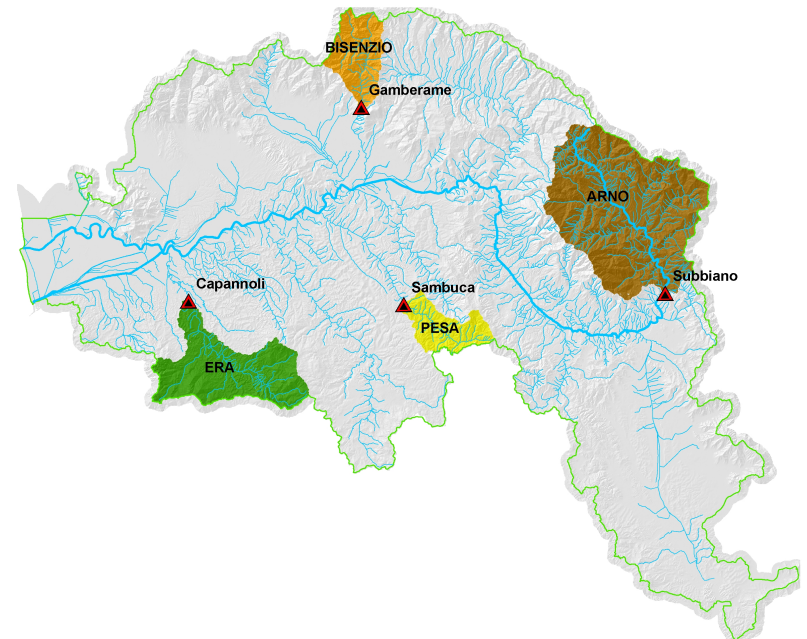 BISENZIO
Gamberame
ARNO
Subbiano
Capannoli
Sambuca
PESA
ERA